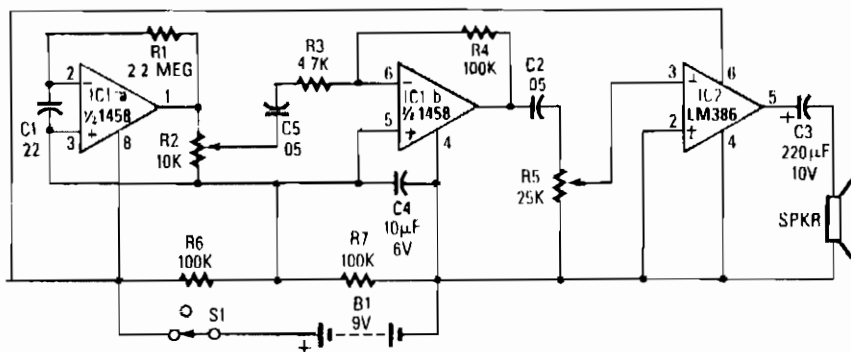 R1
2.2 MEG
2
1
IC1-a
½ 1458
3
8
C1
.22
R2
10K
R3
4.7K
C5
.05
R4
100K
6
IC1-b
½ 1458
5
4
C4
10µF
6V
C2
.05
R5
25K
3
6
IC2
LM386
5
2
4
C3
220µF
10V
SPKR
R6
100K
R7
100K
S1
B1
9V